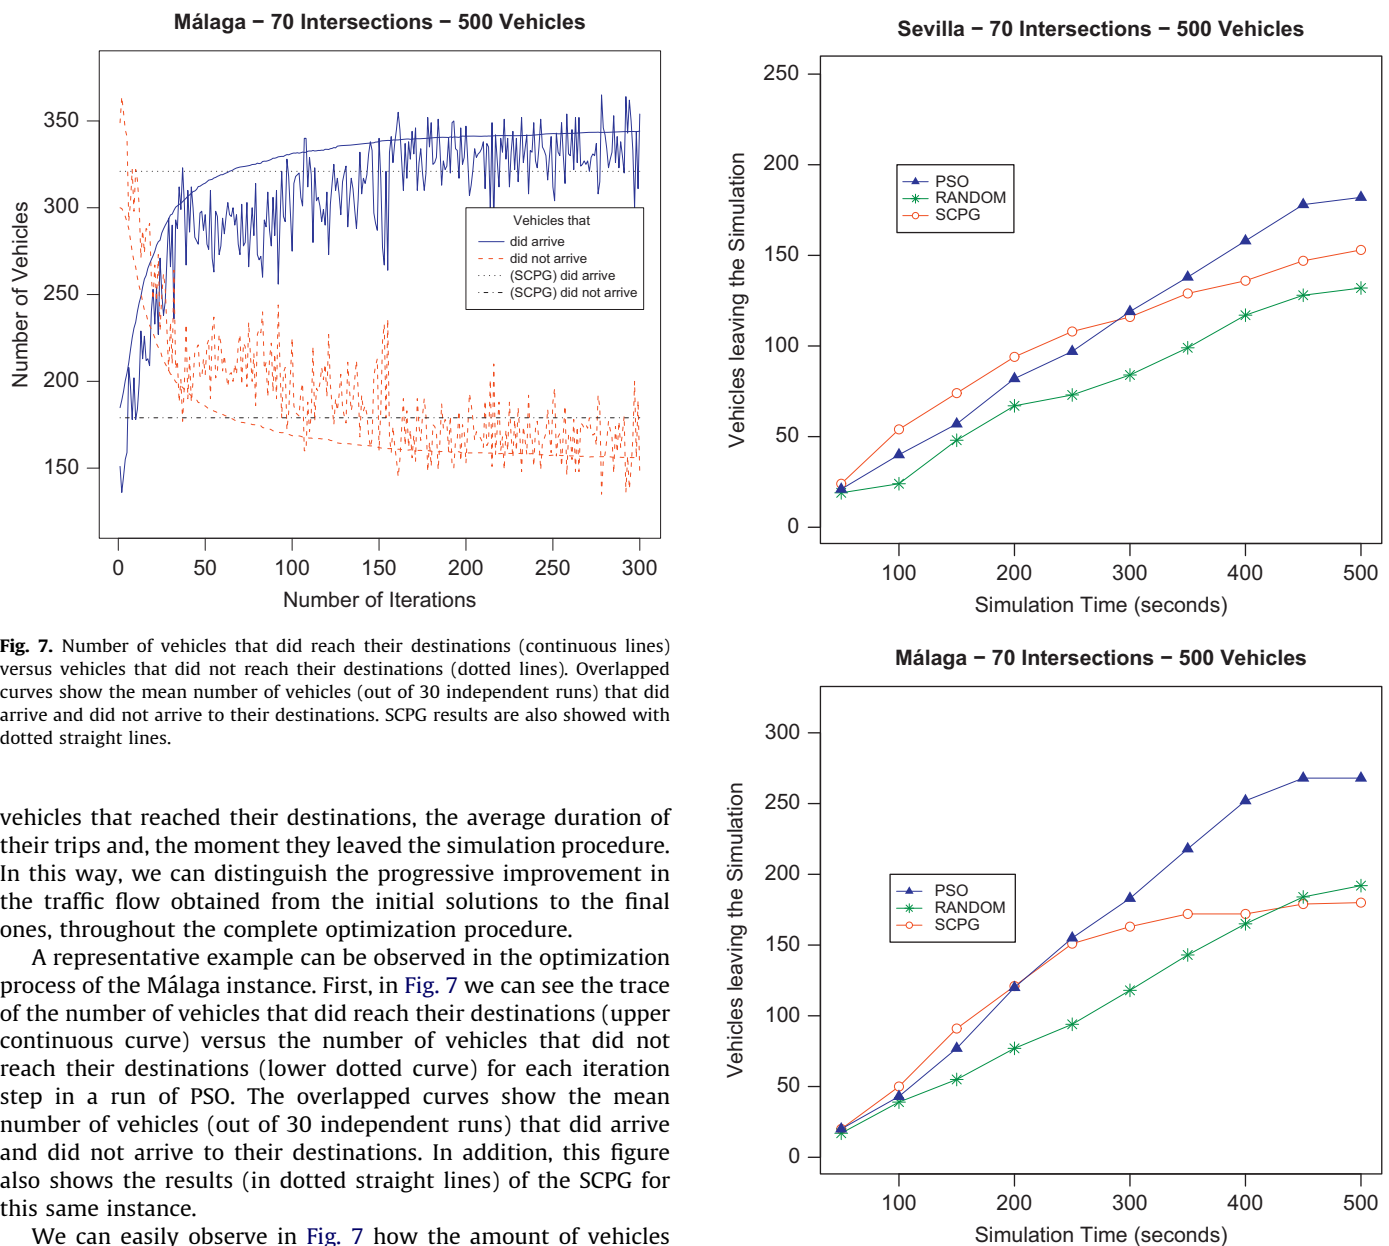 Málaga − 70 Intersections − 500 Vehicles
Number of Vehicles
350
300
250
200
150
Vehicles that
did arrive
did not arrive
(SCPG) did arrive
(SCPG) did not arrive
0 50 100 150 200 250 300
Number of Iterations
Fig. 7. Number of vehicles that did reach their destinations (continuous lines)
versus vehicles that did not reach their destinations (dotted lines). Overlapped
curves show the mean number of vehicles (out of 30 independent runs) that did
arrive and did not arrive to their destinations. SCPG results are also showed with
dotted straight lines.
vehicles that reached their destinations, the average duration of
their trips and, the moment they leaved the simulation procedure.
In this way, we can distinguish the progressive improvement in
the traffic flow obtained from the initial solutions to the final
ones, throughout the complete optimization procedure.
A representative example can be observed in the optimization
process of the Málaga instance. First, in Fig. 7 we can see the trace
of the number of vehicles that did reach their destinations (upper
continuous curve) versus the number of vehicles that did not
reach their destinations (lower dotted curve) for each iteration
step in a run of PSO. The overlapped curves show the mean
number of vehicles (out of 30 independent runs) that did arrive
and did not arrive to their destinations. In addition, this figure
also shows the results (in dotted straight lines) of the SCPG for
this same instance.
We can easily observe in Fig. 7 how the amount of vehicles
Sevilla − 70 Intersections − 500 Vehicles
Vehicles leaving the Simulation
250
200
150
100
50
0
PSO
RANDOM
SCPG
100 200 300 400 500
Simulation Time (seconds)
Málaga − 70 Intersections − 500 Vehicles
Vehicles leaving the Simulation
300
250
200
150
100
50
0
PSO
RANDOM
SCPG
100 200 300 400 500
Simulation Time (seconds)